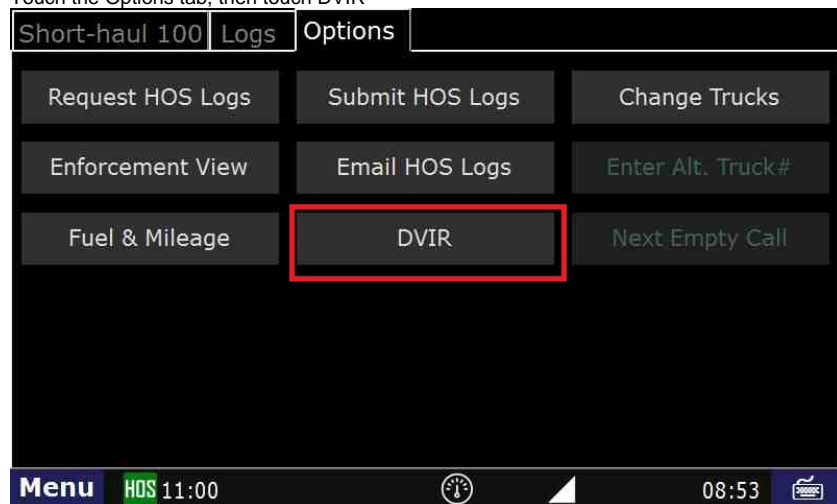 Touch the Options tab, then touch DVIR
Short-haul 100 Logs Options
Request HOS Logs Submit HOS Logs Change Trucks
Enforcement View Email HOS Logs Enter Alt. Truck#
Fuel & Mileage DVIR Next Empty Call
Menu HOS 11:00 08:53